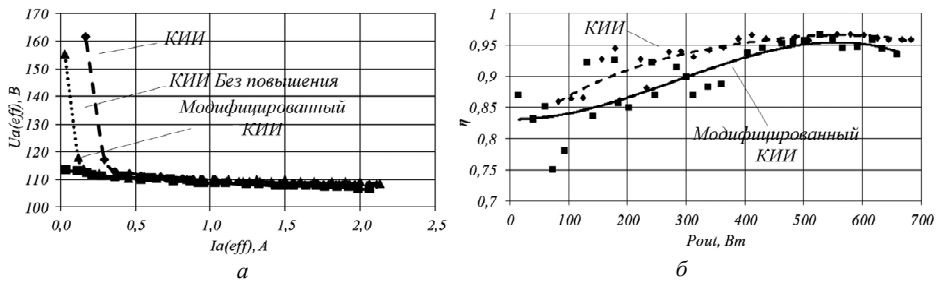 170
160
150
140
130
120
110
100
Ua(eff), В
КИИ
КИИ Без повышения
Модифицированный
КИИ
0,0 0,5 1,0 1,5 2,0 2,5
Ia(eff), А
а
1
0,95
0,9
0,85
0,8
0,75
0,7
η
КИИ
Модифицированный
КИИ
0 100 200 300 400 500 600 700
Pout, Вт
б